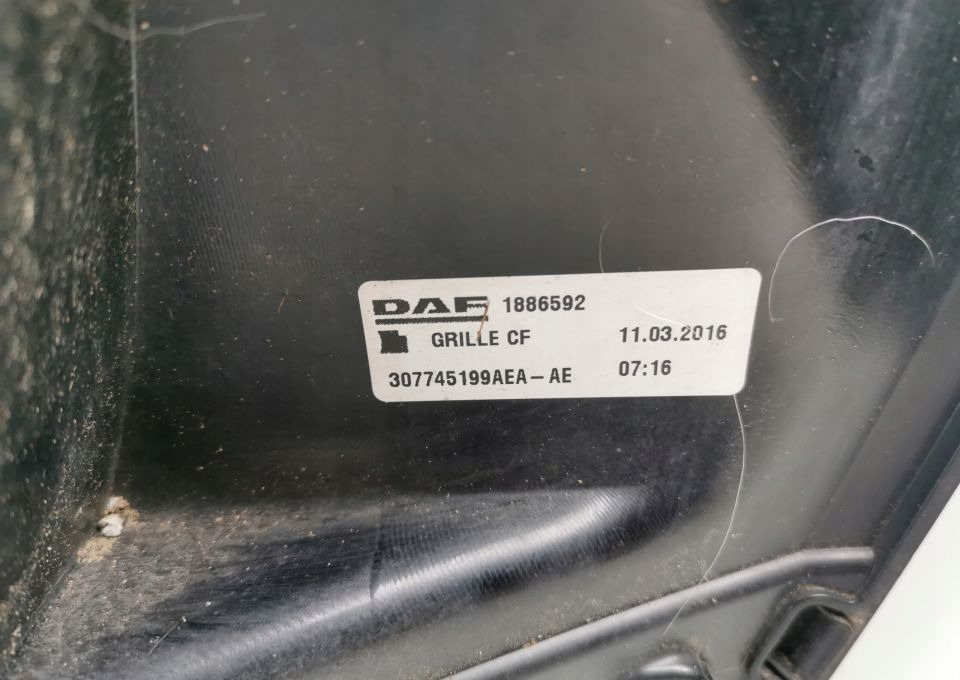 DAF 1886592
GRILLE CF 11.03.2016
307745199AEA-AE 07:16